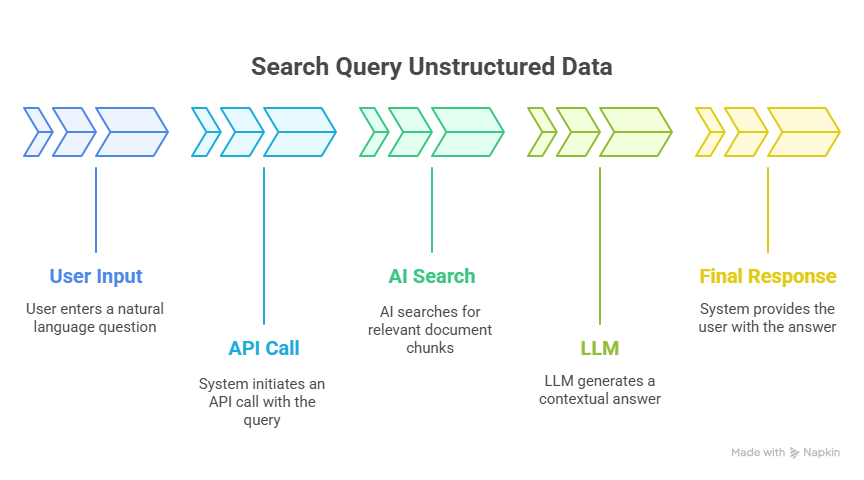 Search Query Unstructured Data
User Input
User enters a natural
language question
API Call
System initiates an
API call with the
query
AI Search
AI searches for
relevant document
chunks
LLM
LLM generates a
contextual answer
Final Response
System provides the
user with the answer
Made with Napkin